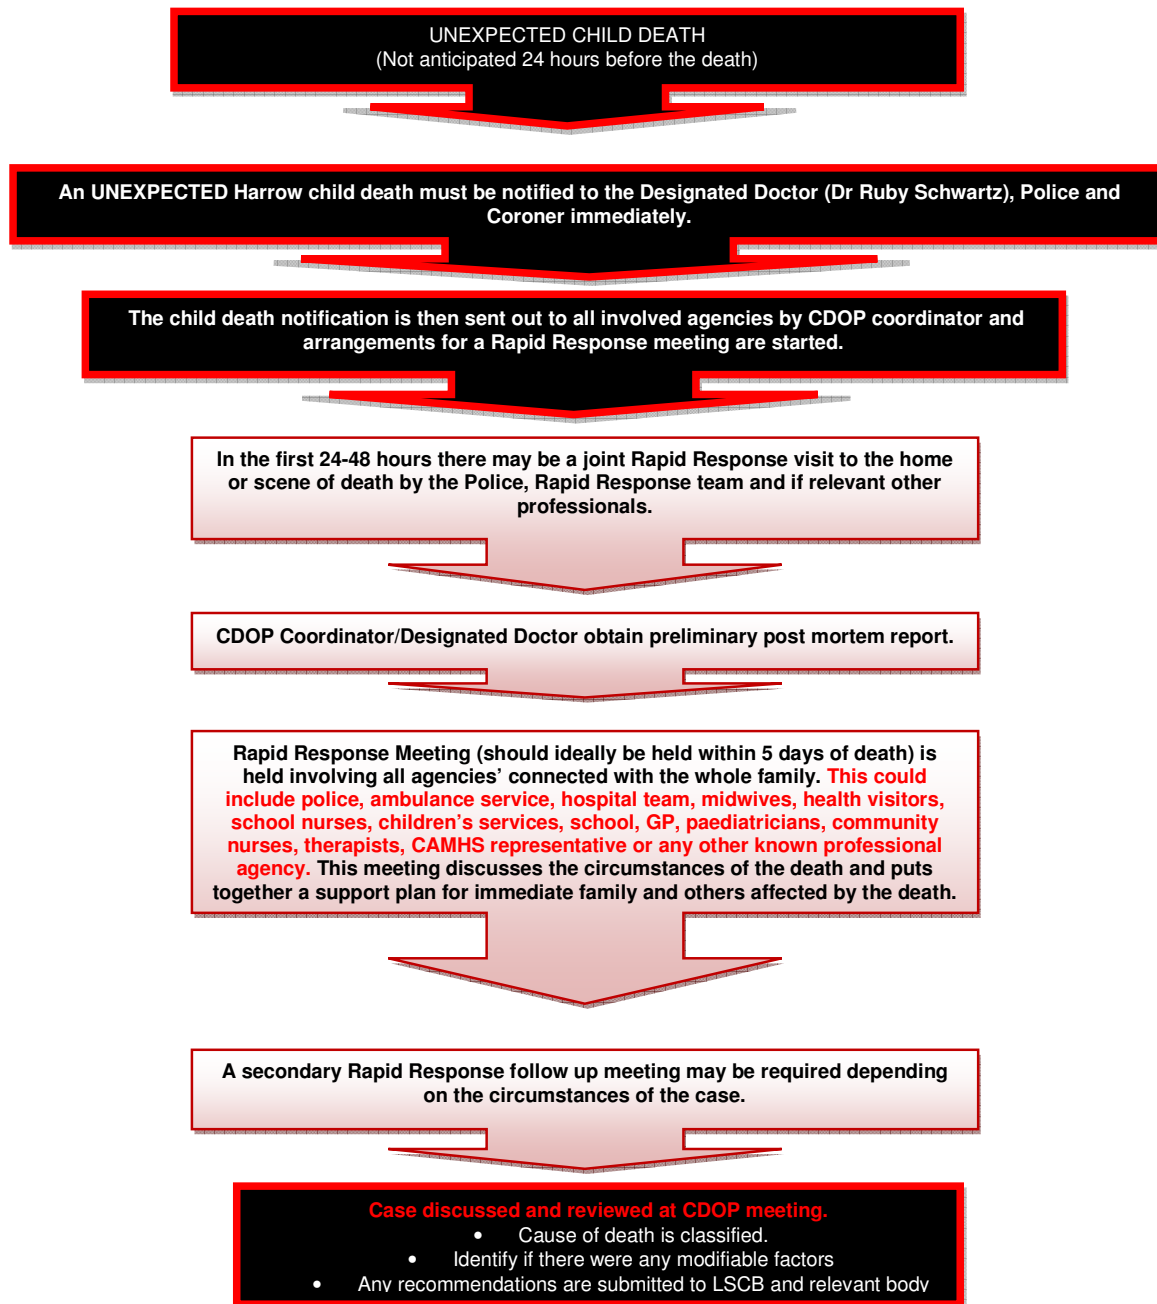 UNEXPECTED CHILD DEATH
(Not anticipated 24 hours before the death)
An UNEXPECTED Harrow child death must be notified to the Designated Doctor (Dr Ruby Schwartz), Police and
Coroner immediately.
The child death notification is then sent out to all involved agencies by CDOP coordinator and
arrangements for a Rapid Response meeting are started.
In the first 24-48 hours there may be a joint Rapid Response visit to the home
or scene of death by the Police, Rapid Response team and if relevant other
professionals.
CDOP Coordinator/Designated Doctor obtain preliminary post mortem report.
Rapid Response Meeting (should ideally be held within 5 days of death) is
held involving all agencies’ connected with the whole family. This could
include police, ambulance service, hospital team, midwives, health visitors,
school nurses, children’s services, school, GP, paediatricians, community
nurses, therapists, CAMHS representative or any other known professional
agency. This meeting discusses the circumstances of the death and puts
together a support plan for immediate family and others affected by the death.
A secondary Rapid Response follow up meeting may be required depending
on the circumstances of the case.
Case discussed and reviewed at CDOP meeting.
• Cause of death is classified.
• Identify if there were any modifiable factors
• Any recommendations are submitted to LSCB and relevant body